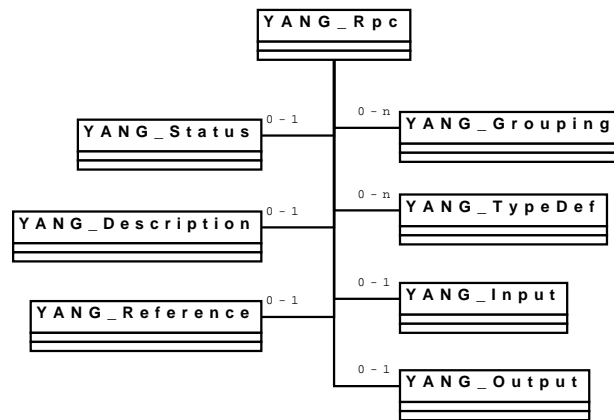 YANG_Rpc
0-1
YANG_Status
0-n
YANG_Grouping
0-1
YANG_Description
0-n
YANG_TypeDef
0-1
YANG_Reference
0-1
YANG_Input
0-1
YANG_Output